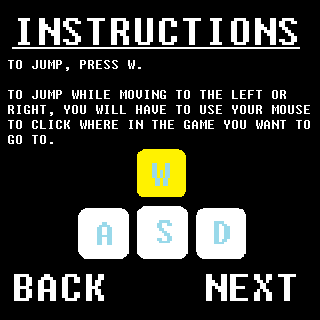 INSTRUCTIONS
TO JUMP, PRESS W.
TO JUMP WHILE MOVING TO THE LEFT OR
RIGHT, YOU WILL HAVE TO USE YOUR MOUSE
TO CLICK WHERE IN THE GAME YOU WANT TO
GO TO.
W
A S D
BACK NEXT